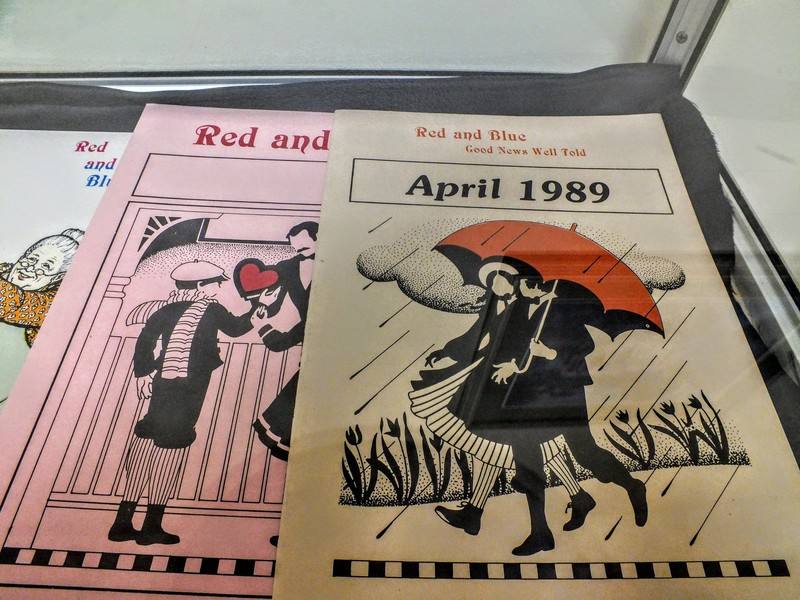 Red
and
Blu
Red and
Red and Blue
Good News Well Told
April 1989